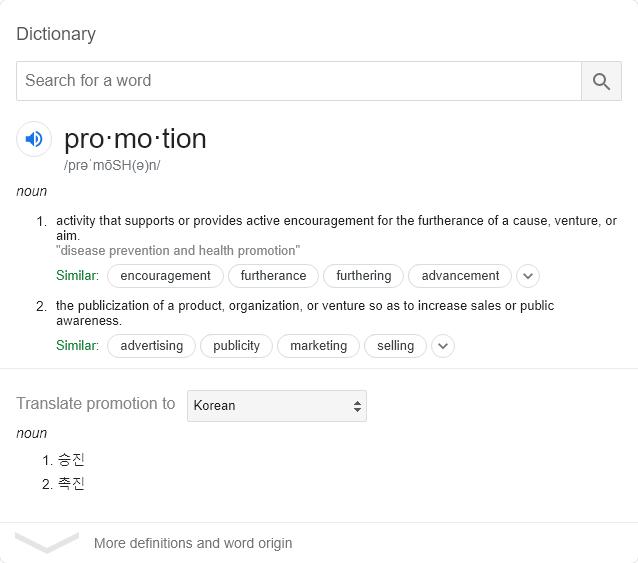 Dictionary
Search for a word
pro·mo·tion
/prəˈmōSH(ə)n/
noun
1. activity that supports or provides active encouragement for the furtherance of a cause, venture, or
aim.
"disease prevention and health promotion"
Similar: encouragement furtherance furthering advancement
2. the publicization of a product, organization, or venture so as to increase sales or public
awareness.
Similar: advertising publicity marketing selling
Translate promotion to Korean
noun
1. 승진
2. 촉진
More definitions and word origin